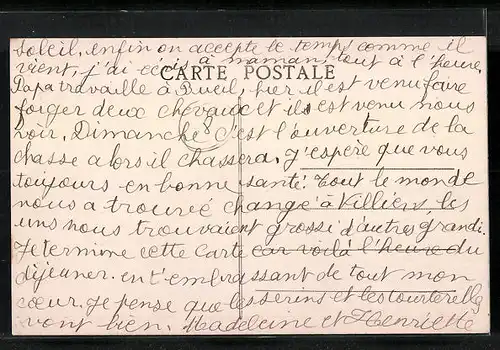 soleil, enfin on accepte le temps comme il
vient, j'ai écris à maman, tout à l'heure.
CARTE POSTALE
Papa travaille à Rueil, hier il est venu faire
forger deux chevaux et ils est venu nous
voir. Dimanche c'est l'ouverture de la
chasse alors il chassera. J'espère que vous
toujours en bonne santé. Tout le monde
nous a trouvée changé à Villiers, les
uns nous trouvaient grossi d'autres grandi.
Je termine cette carte car voilà l'heure du
déjeuner. en t'embrassant de tout mon
cœur. Je pense que les serins et les tourterelles
vont bien. Madeleine et Henriette